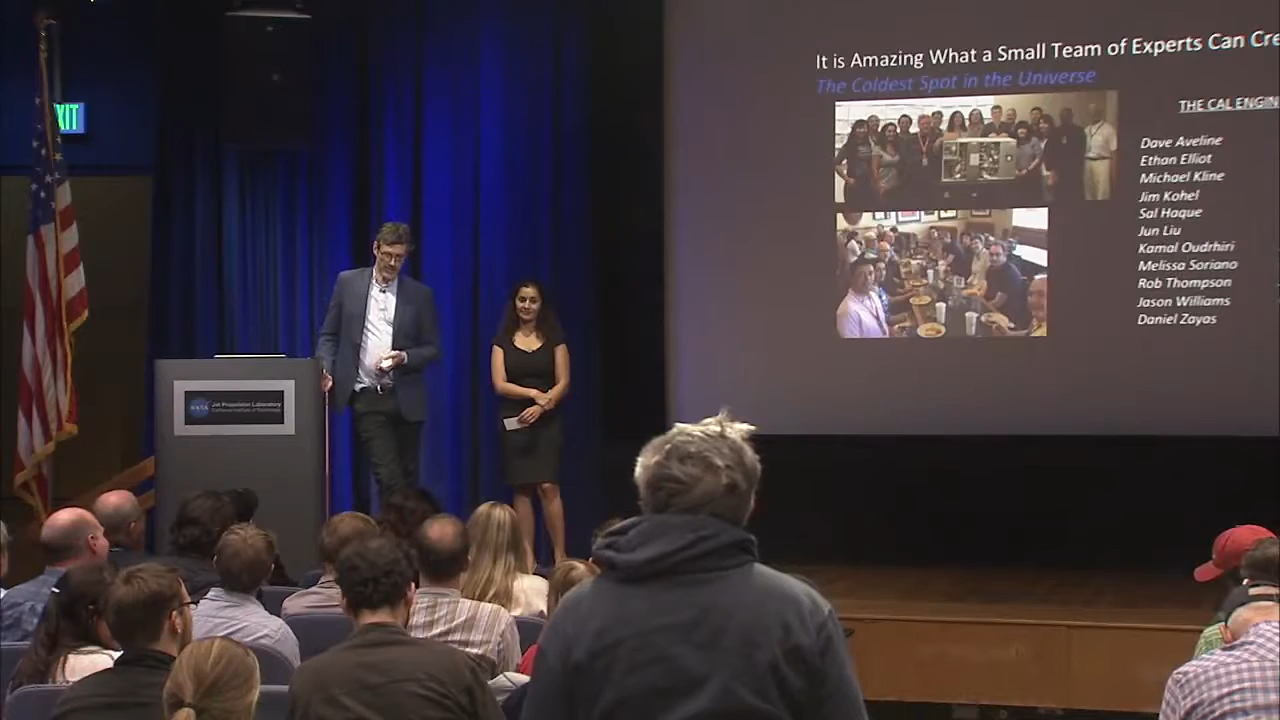 It is Amazing What a Small Team of Experts Can Cre
The Coldest Spot in the Universe
THE CAL ENGIN
Dave Aveline
Ethan Elliot
Michael Kline
Jim Kohel
Sal Haque
Jun Liu
Kamal Oudrhiri
Melissa Soriano
Rob Thompson
Jason Williams
Daniel Zayas
XIT
NASA
Jet Propulsion Laboratory
California Institute of Technology